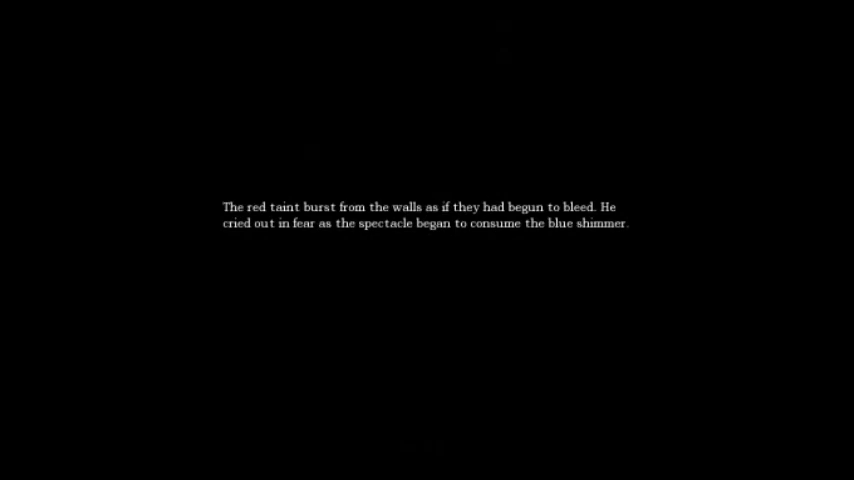 The red taint burst from the walls as if they had begun to bleed. He
cried out in fear as the spectacle began to consume the blue shimmer.